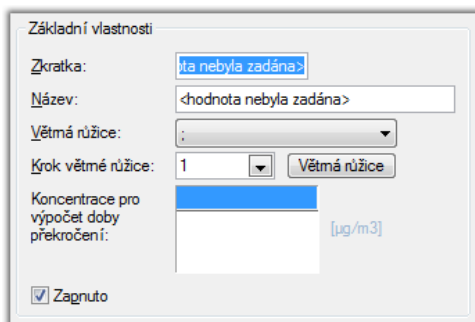 Základní vlastnosti
Zkratka: ota nebyla zadána>
Název: <hodnota nebyla zadána>
Větrná růžice: ;
Krok větrné růžice: 1 Větrná růžice
Koncentrace pro
výpočet doby
překročení:
[µg/m3]
Zapnuto